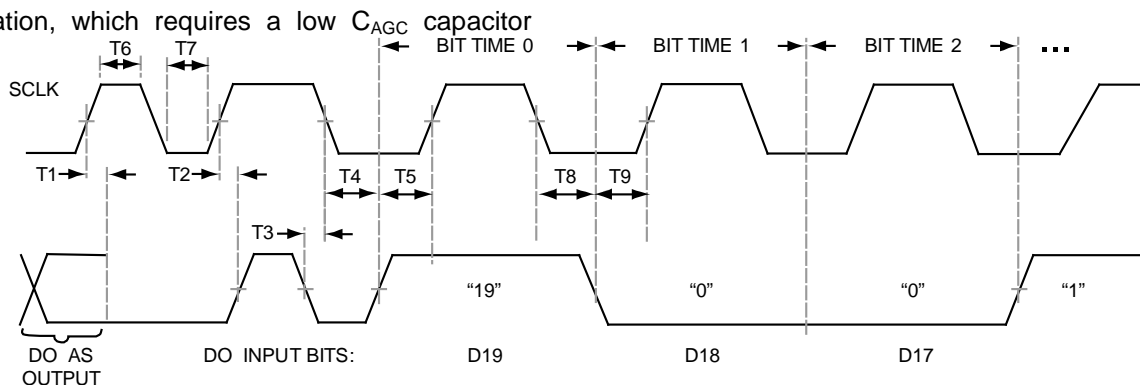 ation, which requires a low CAGC capacitor
T6 T7 BIT TIME 0 BIT TIME 1 BIT TIME 2 ...
SCLK
T1 T2 T4 T5 T8 T9
T3
"19" "0" "0" "1"
DO AS OUTPUT
DO INPUT BITS: D19 D18 D17